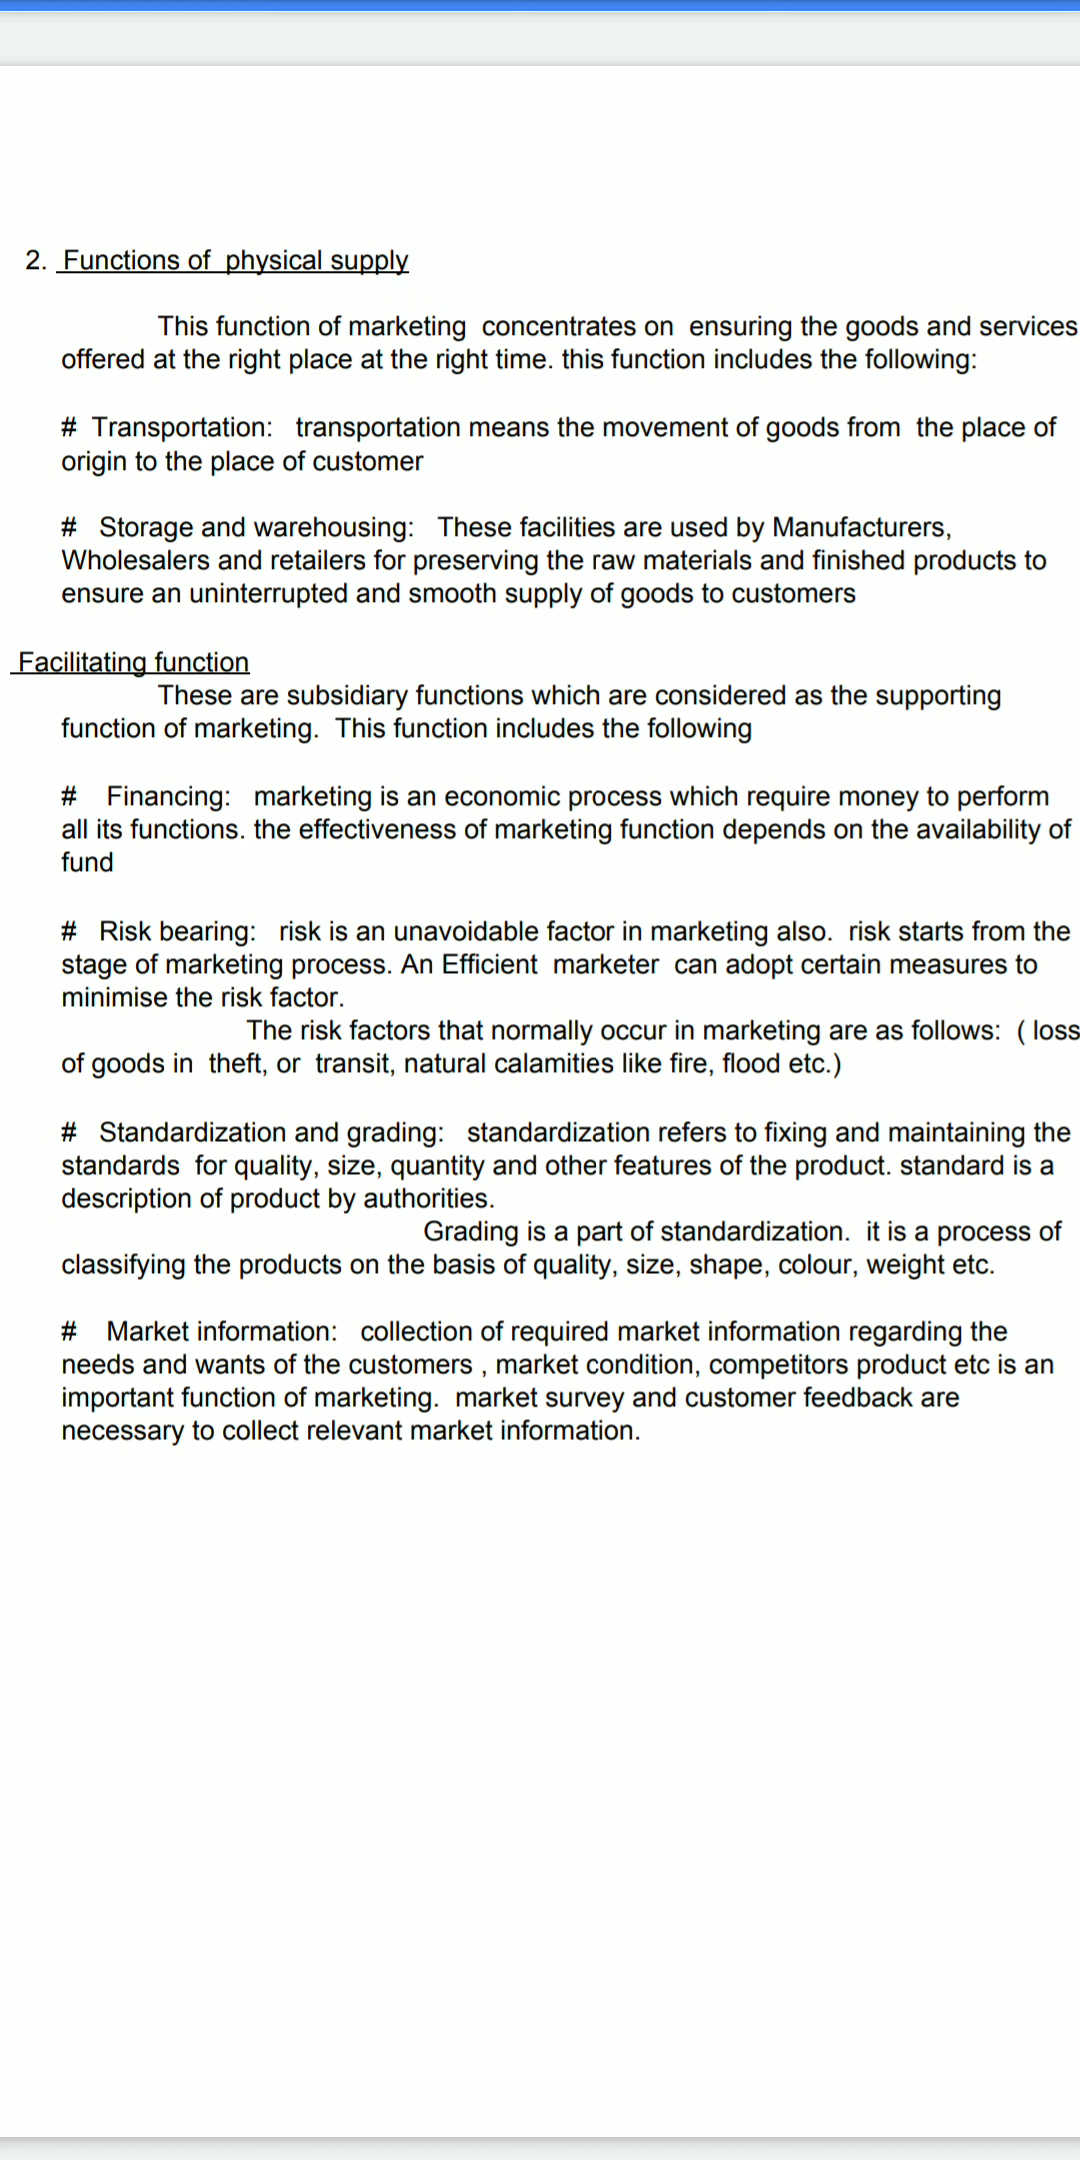 2. Functions of physical supply
This function of marketing concentrates on ensuring the goods and services
offered at the right place at the right time. this function includes the following:
# Transportation: transportation means the movement of goods from the place of
origin to the place of customer
# Storage and warehousing: These facilities are used by Manufacturers,
Wholesalers and retailers for preserving the raw materials and finished products to
ensure an uninterrupted and smooth supply of goods to customers
Facilitating function
These are subsidiary functions which are considered as the supporting
function of marketing. This function includes the following
# Financing: marketing is an economic process which require money to perform
all its functions. the effectiveness of marketing function depends on the availability of
fund
# Risk bearing: risk is an unavoidable factor in marketing also. risk starts from the
stage of marketing process. An Efficient marketer can adopt certain measures to
minimise the risk factor.
The risk factors that normally occur in marketing are as follows: ( loss
of goods in theft, or transit, natural calamities like fire, flood etc.)
# Standardization and grading: standardization refers to fixing and maintaining the
standards for quality, size, quantity and other features of the product. standard is a
description of product by authorities.
Grading is a part of standardization. it is a process of
classifying the products on the basis of quality, size, shape, colour, weight etc.
# Market information: collection of required market information regarding the
needs and wants of the customers , market condition, competitors product etc is an
important function of marketing. market survey and customer feedback are
necessary to collect relevant market information.